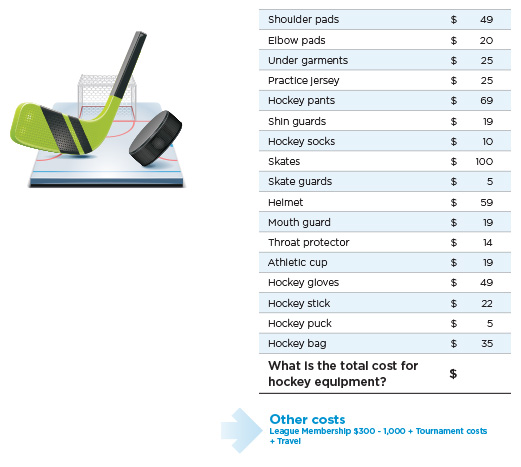 Shoulder pads $ 49
Elbow pads $ 20
Under garments $ 25
Practice jersey $ 25
Hockey pants $ 69
Shin guards $ 19
Hockey socks $ 10
Skates $ 100
Skate guards $ 5
Helmet $ 59
Mouth guard $ 19
Throat protector $ 14
Athletic cup $ 19
Hockey gloves $ 49
Hockey stick $ 22
Hockey puck $ 5
Hockey bag $ 35
What is the total cost for
hockey equipment? $
Other costs
League Membership $300 - 1,000 + Tournament costs
+ Travel